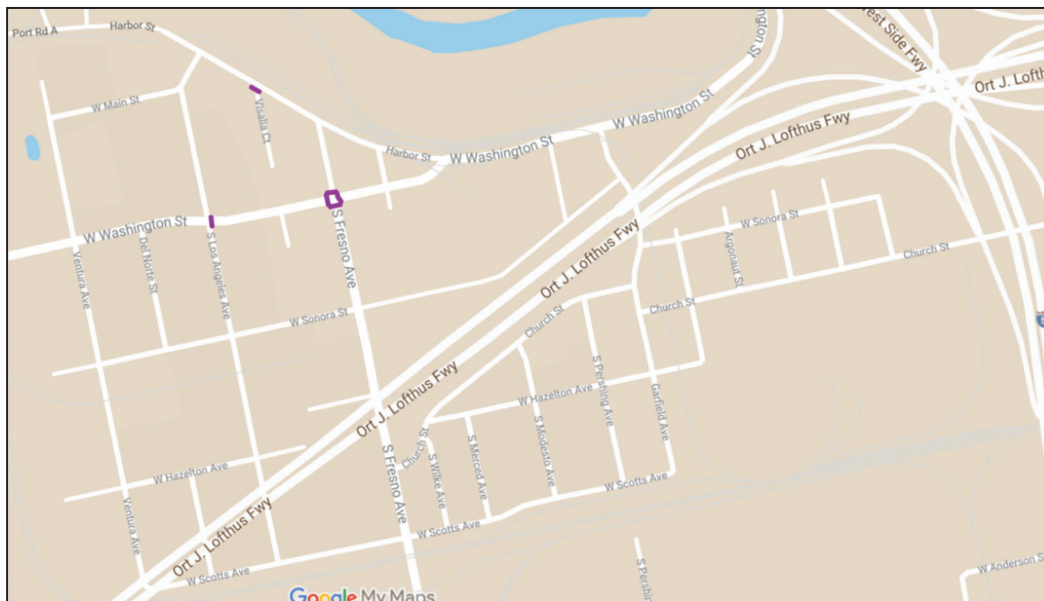 Harbor St
Port Rd A
ngton St
West Side Fwy
Ort J. Lofthus Fwy
W Main St
Visalia Ct
W Washington St
Ort J. Lofthus Fwy
Harbor St
W Washington St
W Washington St
S Fresno Ave
Ort J. Lofthus Fwy
W Sonora St
Argonaut St
Church St
Ventura Ave
Del Norte St
S Los Angeles Ave
W Sonora St
Church St
Church St
S Pershing Ave
Garfield Ave
Ort J. Lofthus Fwy
W Hazelton Ave
S Modesto Ave
Church St
S Merced Ave
S Wilke Ave
S Fresno Ave
W Hazelton Ave
Ventura Ave
W Scotts Ave
Ort J. Lofthus Fwy
W Scotts Ave
W Scotts Ave
S Pershin
W Anderson S
Google My Maps